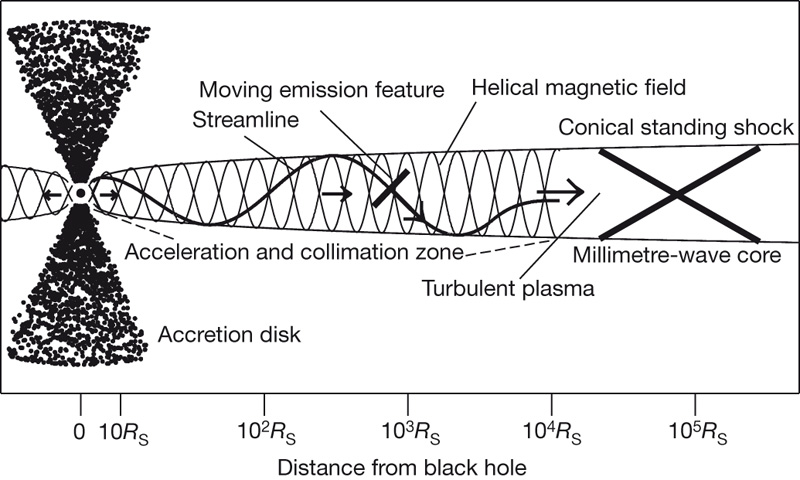 Moving emission feature
Helical magnetic field
Streamline
Conical standing shock
Acceleration and collimation zone
Millimetre-wave core
Turbulent plasma
Accretion disk
0 10R_S 10²R_S 10³R_S 10⁴R_S 10⁵R_S
Distance from black hole